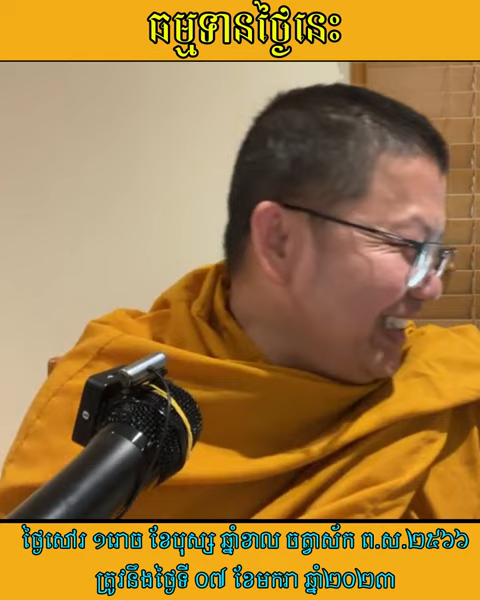 ធម្មទានថ្ងៃនេះ
ថ្ងៃសៅរ ១រោច ខែបុស្ស ឆ្នាំខាល ចត្វាស័ក ព.ស.២៥៦៦
ត្រូវនឹងថ្ងៃទី ០៧ ខែមករា ឆ្នាំ២០២៣